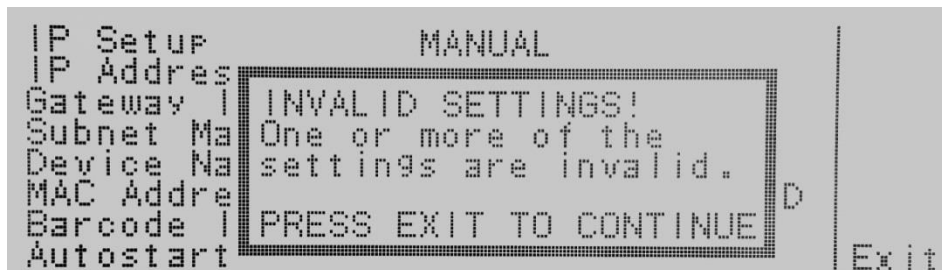 IP Setup MANUAL
IP Addres
Gateway I
Subnet Ma
Device Na
MAC Addre D
Barcode I
Autostart
INVALID SETTINGS!
One or more of the
settings are invalid.
PRESS EXIT TO CONTINUE
Exit